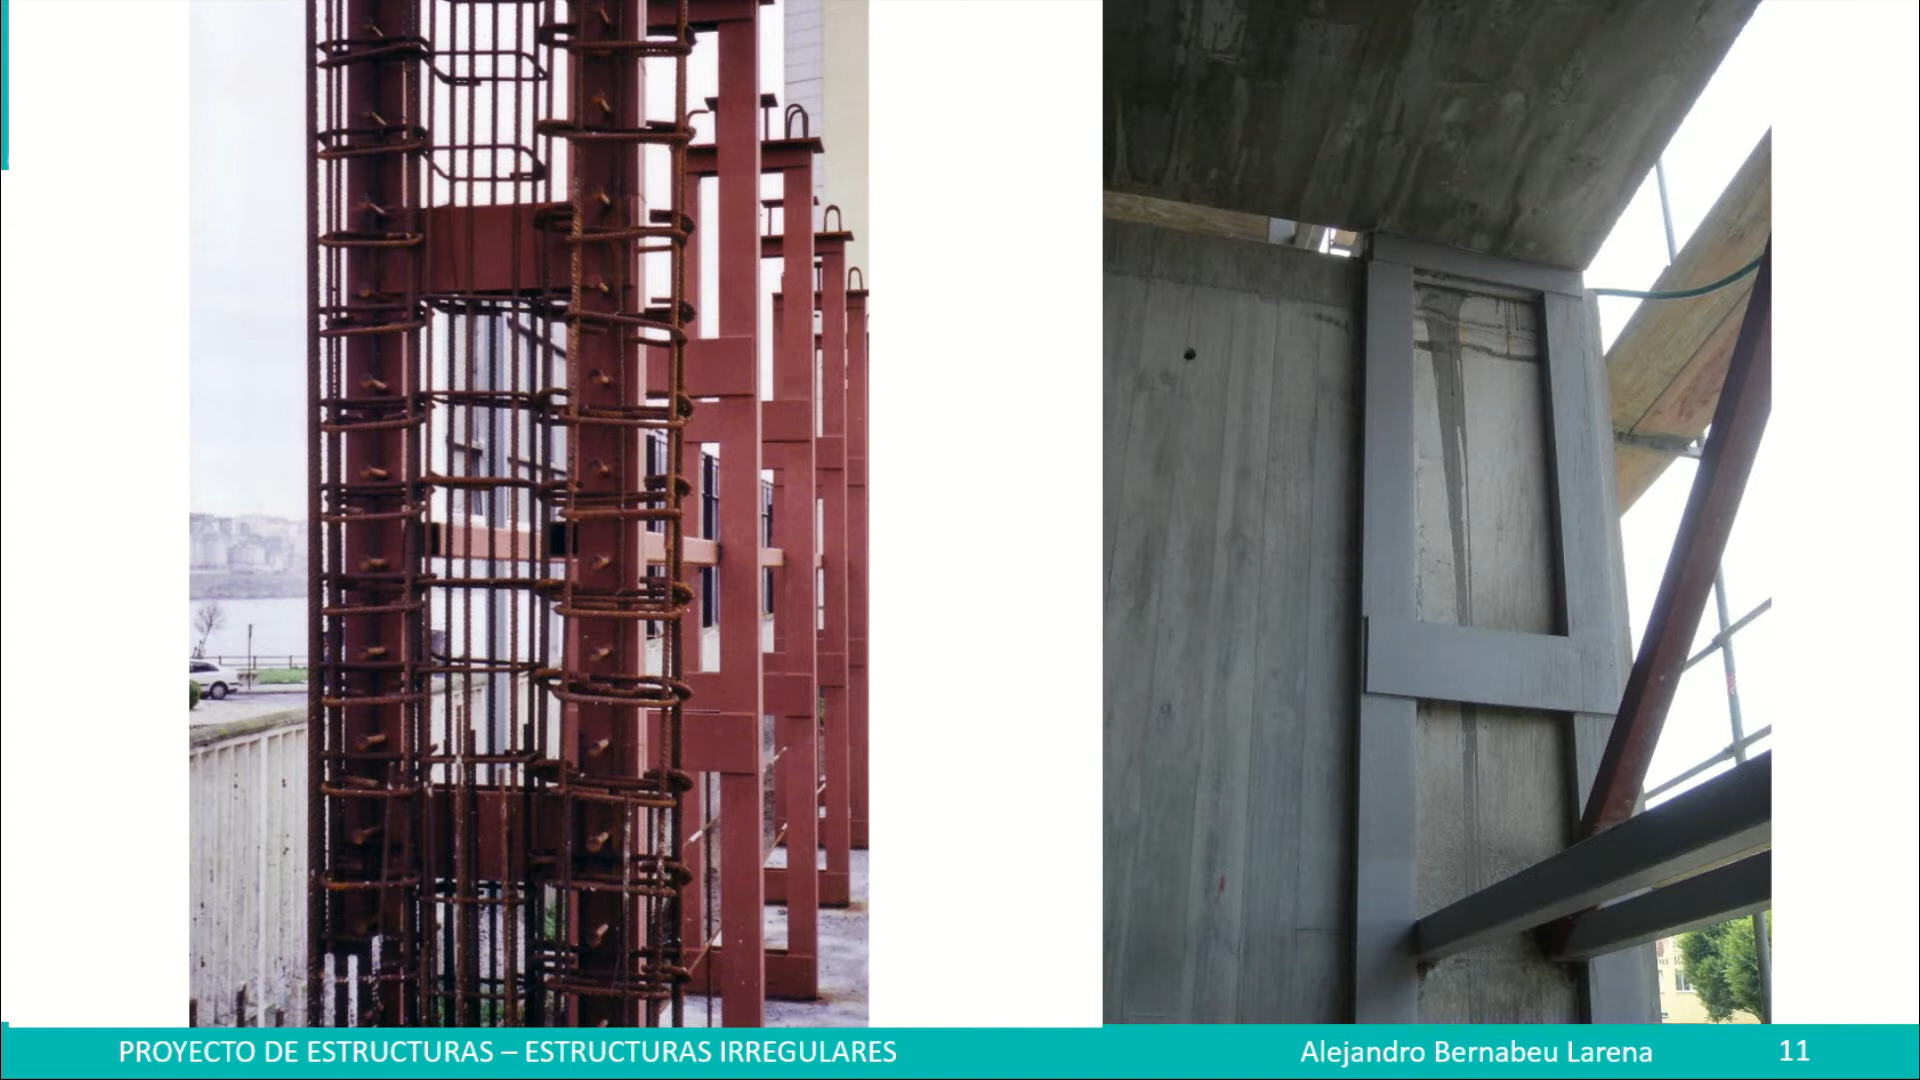 PROYECTO DE ESTRUCTURAS – ESTRUCTURAS IRREGULARES
Alejandro Bernabeu Larena
11